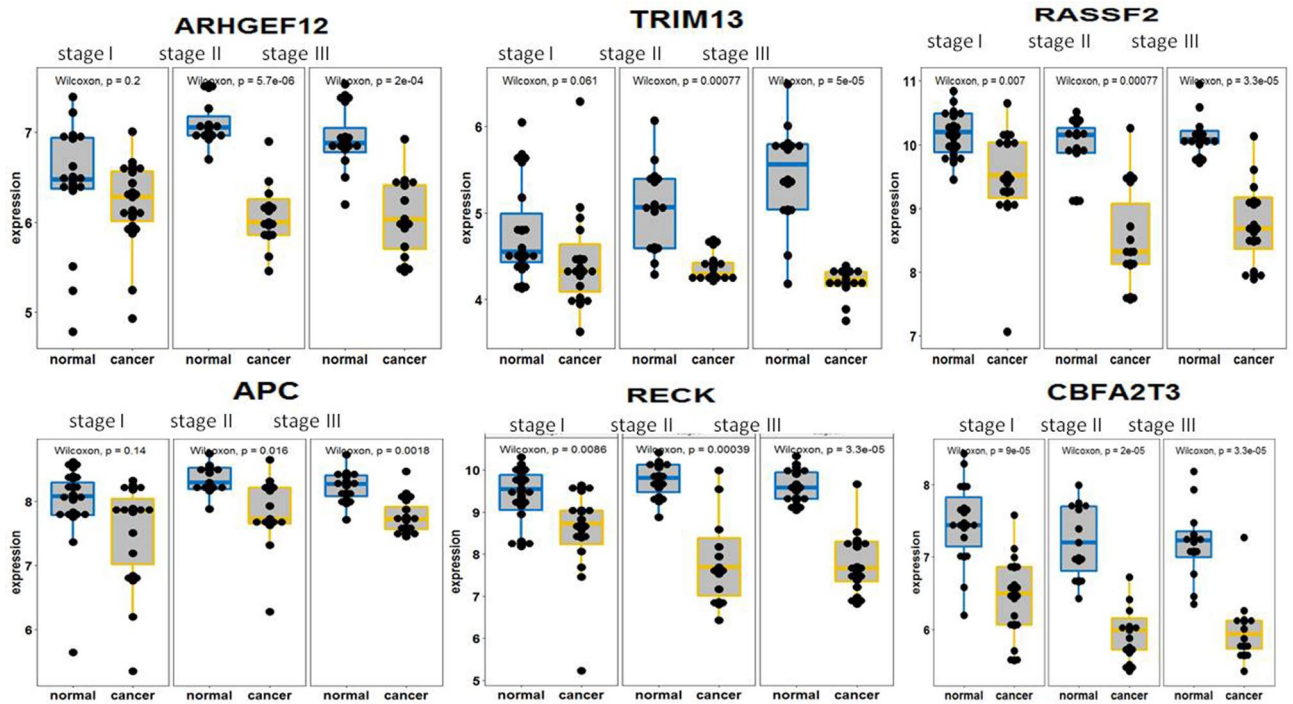 ARHGEF12
stage I stage II stage III
Wilcoxon, p = 0.2 Wilcoxon, p = 5.7e-06 Wilcoxon, p = 2e-04
expression
7
6
5
normal cancer normal cancer normal cancer
TRIM13
stage I stage II stage III
Wilcoxon, p = 0.061 Wilcoxon, p = 0.00077 Wilcoxon, p = 5e-05
expression
6
5
4
normal cancer normal cancer normal cancer
RASSF2
stage I stage II stage III
Wilcoxon, p = 0.007 Wilcoxon, p = 0.00077 Wilcoxon, p = 3.3e-05
expression
11
10
9
8
7
normal cancer normal cancer normal cancer
APC
stage I stage II stage III
Wilcoxon, p = 0.14 Wilcoxon, p = 0.016 Wilcoxon, p = 0.0018
expression
8
7
6
normal cancer normal cancer normal cancer
RECK
stage I stage II stage III
Wilcoxon, p = 0.0086 Wilcoxon, p = 0.00039 Wilcoxon, p = 3.3e-05
expression
10
9
8
7
6
5
normal cancer normal cancer normal cancer
CBFA2T3
stage I stage II stage III
Wilcoxon, p = 9e-05 Wilcoxon, p = 2e-05 Wilcoxon, p = 3.3e-05
expression
8
7
6
normal cancer normal cancer normal cancer